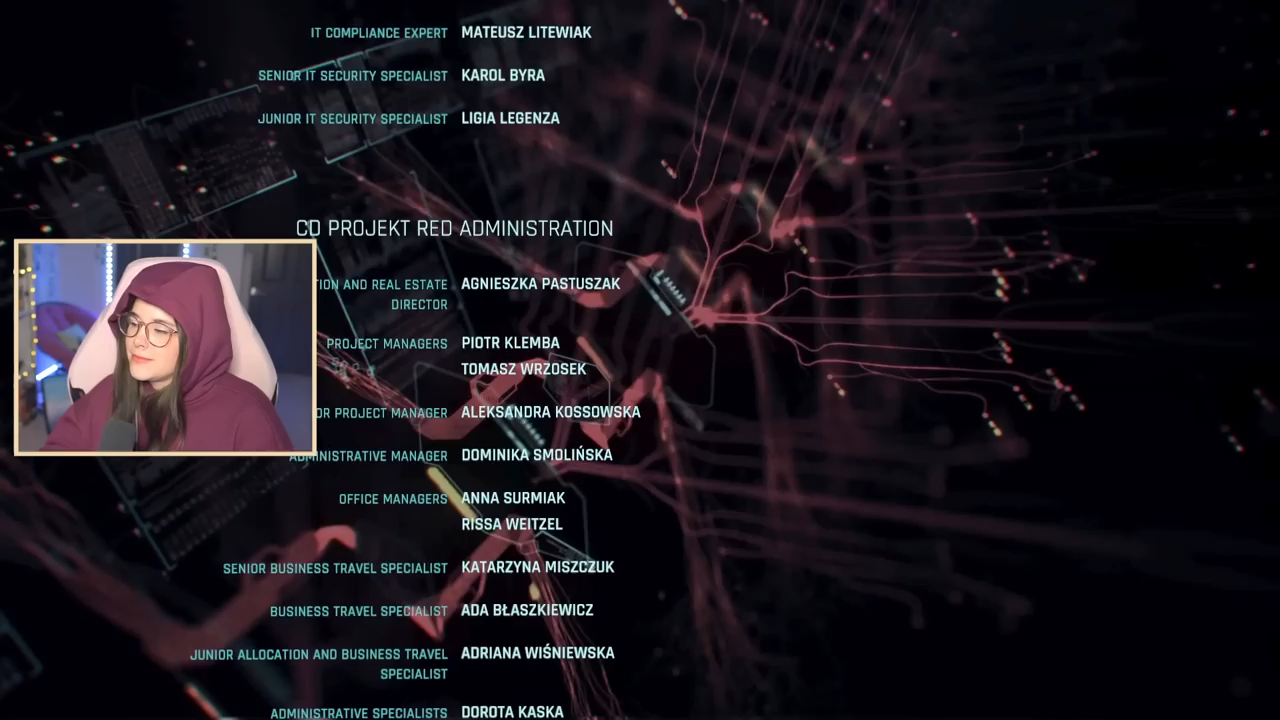 IT COMPLIANCE EXPERT MATEUSZ LITEWIAK
SENIOR IT SECURITY SPECIALIST KAROL BYRA
JUNIOR IT SECURITY SPECIALIST LIGIA LEGENZA
CD PROJEKT RED ADMINISTRATION
AND REAL ESTATE AGNIESZKA PASTUSZAK
DIRECTOR
PROJECT MANAGERS PIOTR KLEMBA
TOMASZ WRZOSEK
PROJECT MANAGER ALEKSANDRA KOSSOWSKA
ADMINISTRATIVE MANAGER DOMINIKA SMOLIŃSKA
OFFICE MANAGERS ANNA SURMIAK
RISSA WEITZEL
SENIOR BUSINESS TRAVEL SPECIALIST KATARZYNA MISZCZUK
BUSINESS TRAVEL SPECIALIST ADA BŁASZKIEWICZ
JUNIOR ALLOCATION AND BUSINESS TRAVEL ADRIANA WIŚNIEWSKA
SPECIALIST
ADMINISTRATIVE SPECIALISTS DOROTA KASKA